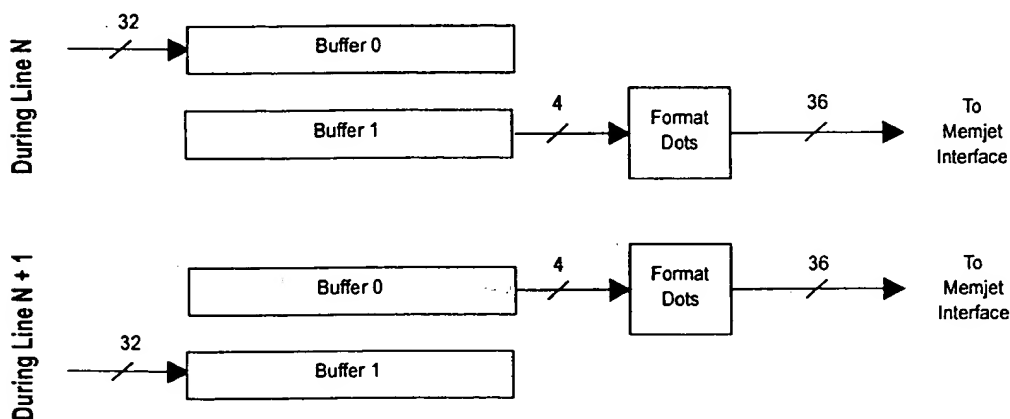 During Line N
32
Buffer 0
Buffer 1
4
Format
Dots
36
To
Memjet
Interface
During Line N + 1
Buffer 0
4
Format
Dots
36
To
Memjet
Interface
32
Buffer 1